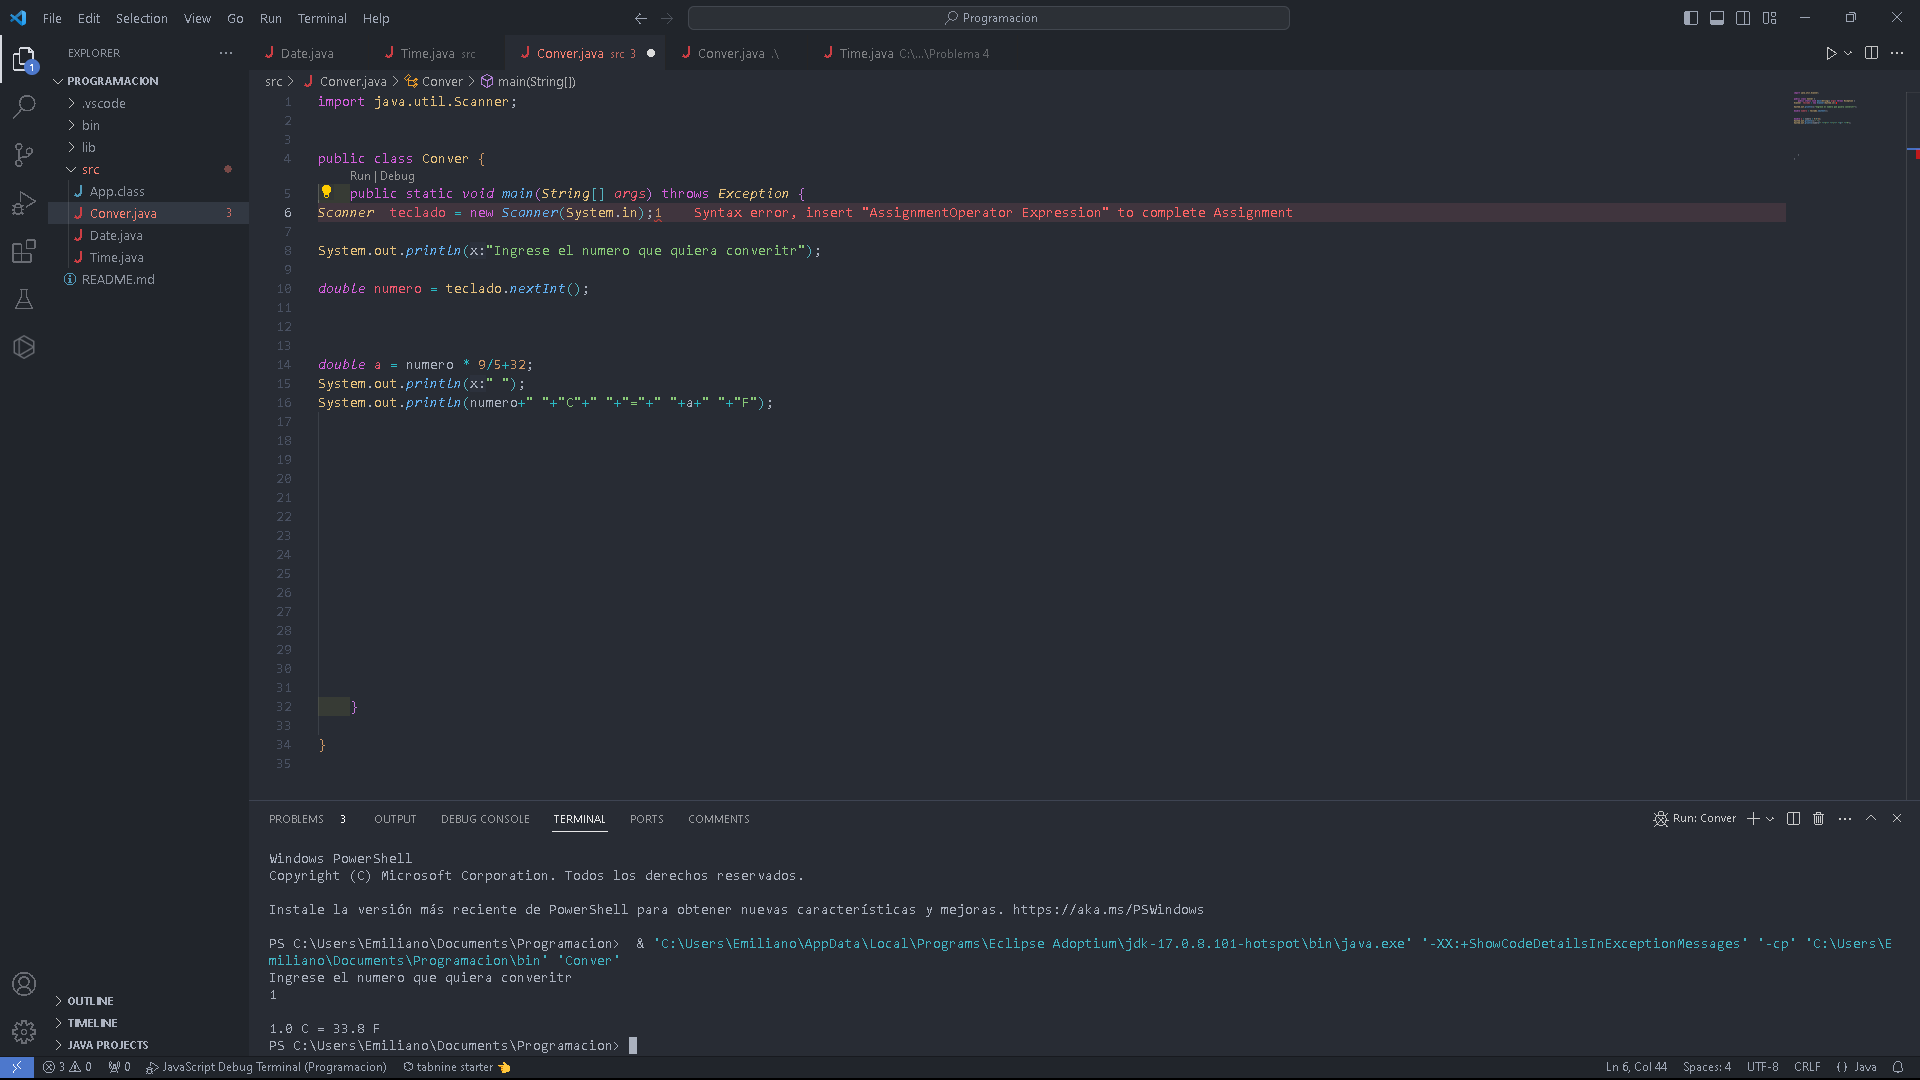 File Edit Selection View Go Run Terminal Help
Programacion
EXPLORER
Date.java
Time.java src
Conver.java src 3
Conver.java .\
Time.java C:\...\Problema 4
PROGRAMACION
.vscode
bin
lib
src
App.class
Conver.java 3
Date.java
Time.java
README.md
1
src > Conver.java > Conver > main(String[])
1 import java.util.Scanner;
2
3
4 public class Conver {
Run | Debug
5 public static void main(String[] args) throws Exception {
6 Scanner  teclado = new Scanner(System.in);1 Syntax error, insert "AssignmentOperator Expression" to complete Assignment
7
8 System.out.println(x:"Ingrese el numero que quiera converitr");
9
10 double numero = teclado.nextInt();
11
12
13
14 double a = numero * 9/5+32;
15 System.out.println(x:" ");
16 System.out.println(numero+" "+"C"+" "+"="+" "+a+" "+"F");
17
18
19
20
21
22
23
24
25
26
27
28
29
30
31
32 }
33
34 }
35
PROBLEMS 3 OUTPUT DEBUG CONSOLE TERMINAL PORTS COMMENTS
Run: Conver
Windows PowerShell
Copyright (C) Microsoft Corporation. Todos los derechos reservados.
Instale la versión más reciente de PowerShell para obtener nuevas características y mejoras. https://aka.ms/PSWindows
PS C:\Users\Emiliano\Documents\Programacion>  & 'C:\Users\Emiliano\AppData\Local\Programs\Eclipse Adoptium\jdk-17.0.8.101-hotspot\bin\java.exe' '-XX:+ShowCodeDetailsInExceptionMessages' '-cp' 'C:\Users\E
miliano\Documents\Programacion\bin' 'Conver'
Ingrese el numero que quiera converitr
1
1.0 C = 33.8 F
PS C:\Users\Emiliano\Documents\Programacion>
OUTLINE
TIMELINE
JAVA PROJECTS
3 0 0 JavaScript Debug Terminal (Programacion) tabnine starter
Ln 6, Col 44 Spaces: 4 UTF-8 CRLF {} Java